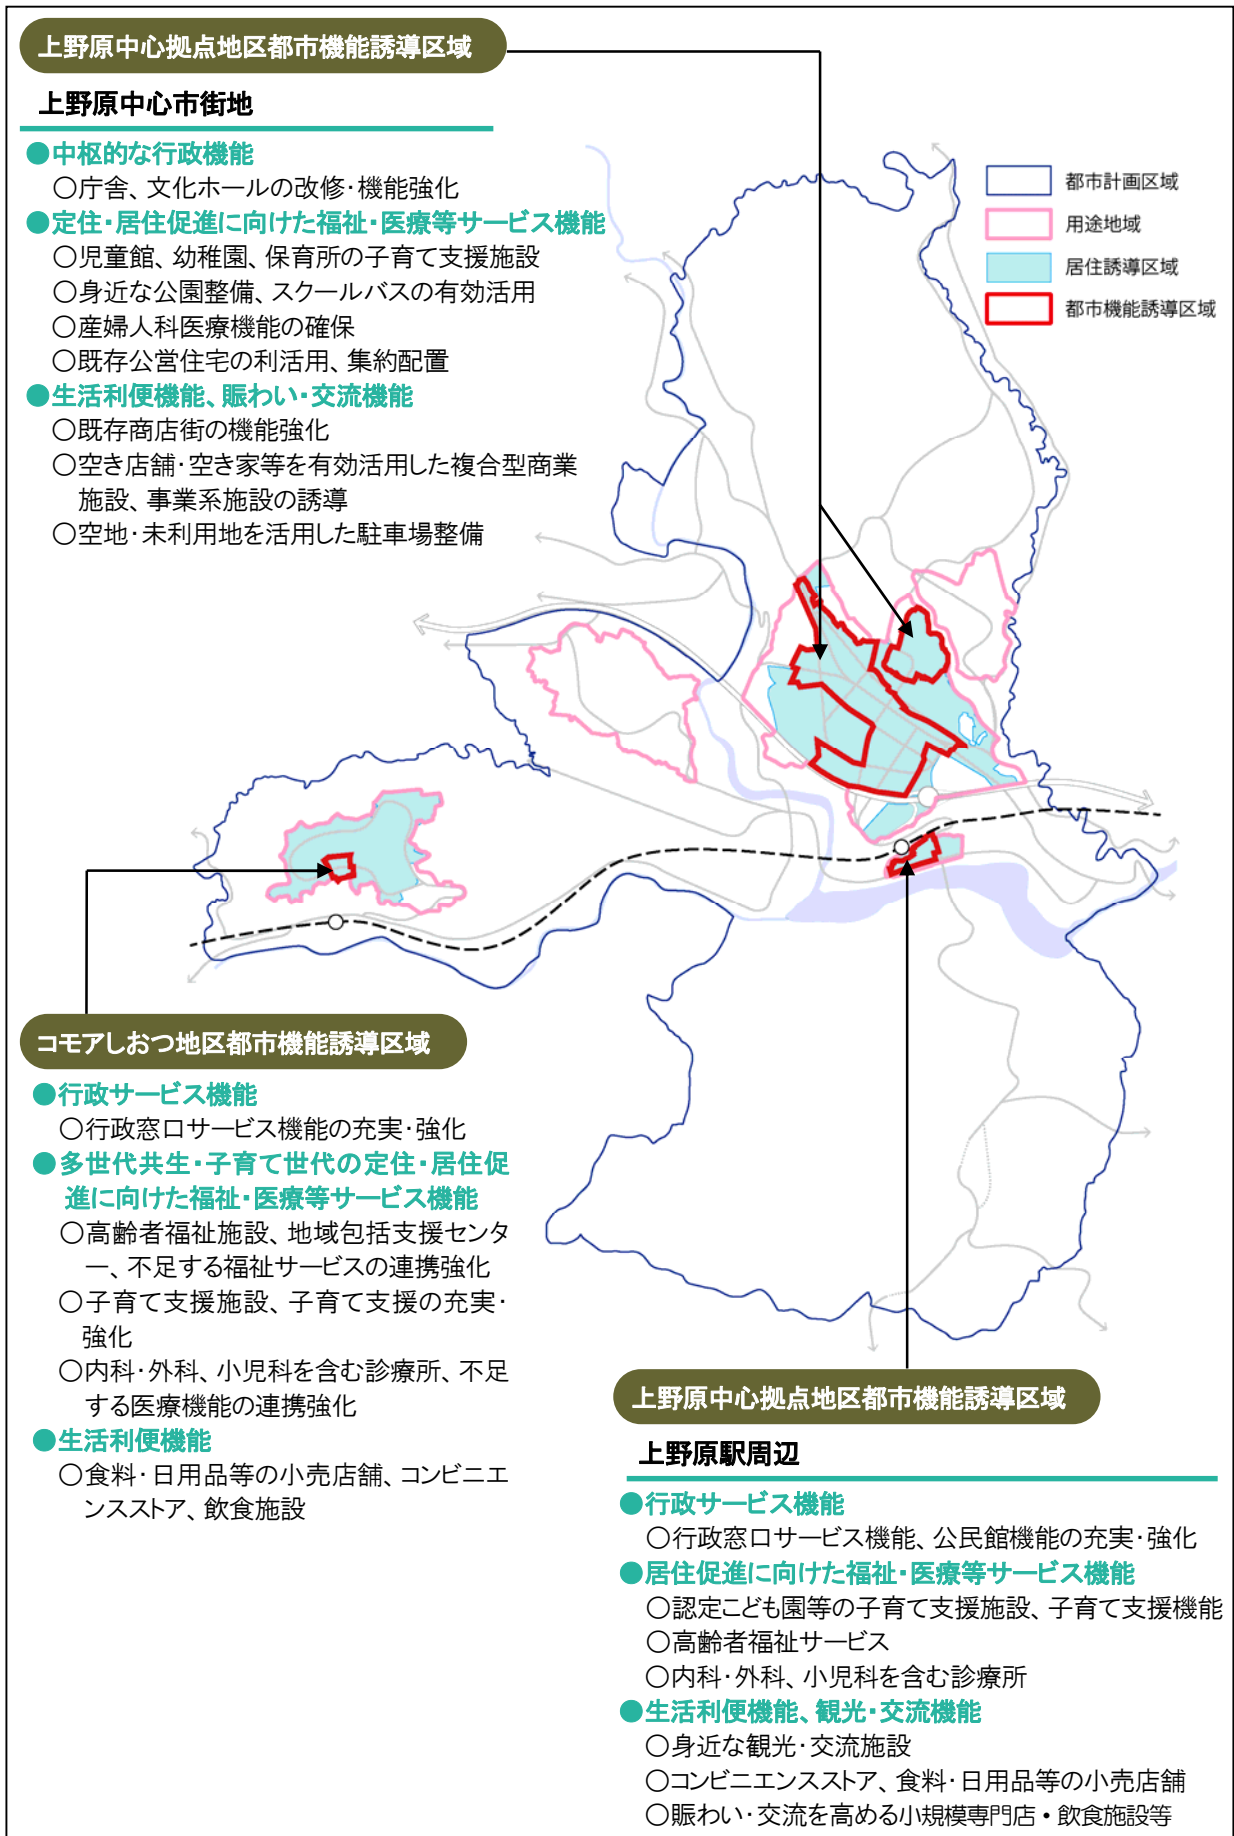 上野原中心拠点地区都市機能誘導区域
上野原中心市街地
●中枢的な行政機能
○庁舎、文化ホールの改修・機能強化
●定住・居住促進に向けた福祉・医療等サービス機能
○児童館、幼稚園、保育所の子育て支援施設
○身近な公園整備、スクールバスの有効活用
○産婦人科医療機能の確保
○既存公営住宅の利活用、集約配置
●生活利便機能、賑わい・交流機能
○既存商店街の機能強化
○空き店舗・空き家等を有効活用した複合型商業
施設、事業系施設の誘導
○空地・未利用地を活用した駐車場整備
都市計画区域
用途地域
居住誘導区域
都市機能誘導区域
コモアしおつ地区都市機能誘導区域
●行政サービス機能
○行政窓口サービス機能の充実・強化
●多世代共生・子育て世代の定住・居住促
進に向けた福祉・医療等サービス機能
○高齢者福祉施設、地域包括支援センタ
ー、不足する福祉サービスの連携強化
○子育て支援施設、子育て支援の充実・
強化
○内科・外科、小児科を含む診療所、不足
する医療機能の連携強化
●生活利便機能
○食料・日用品等の小売店舗、コンビニエ
ンスストア、飲食施設
上野原中心拠点地区都市機能誘導区域
上野原駅周辺
●行政サービス機能
○行政窓口サービス機能、公民館機能の充実・強化
●居住促進に向けた福祉・医療等サービス機能
○認定こども園等の子育て支援施設、子育て支援機能
○高齢者福祉サービス
○内科・外科、小児科を含む診療所
●生活利便機能、観光・交流機能
○身近な観光・交流施設
○コンビニエンスストア、食料・日用品等の小売店舗
○賑わい・交流を高める小規模専門店・飲食施設等